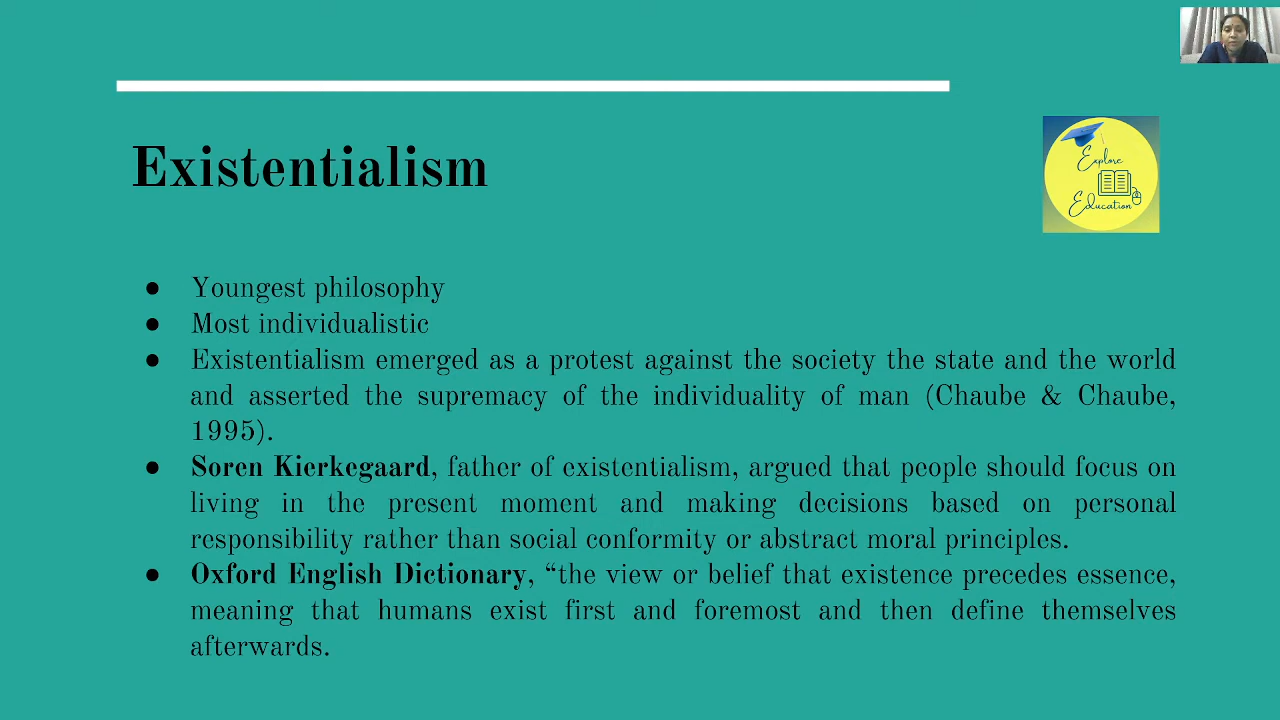 Existentialism
Explore
Education
● Youngest philosophy
● Most individualistic
● Existentialism emerged as a protest against the society the state and the world
and asserted the supremacy of the individuality of man (Chaube & Chaube,
1995).
● Soren Kierkegaard, father of existentialism, argued that people should focus on
living in the present moment and making decisions based on personal
responsibility rather than social conformity or abstract moral principles.
● Oxford English Dictionary, “the view or belief that existence precedes essence,
meaning that humans exist first and foremost and then define themselves
afterwards.